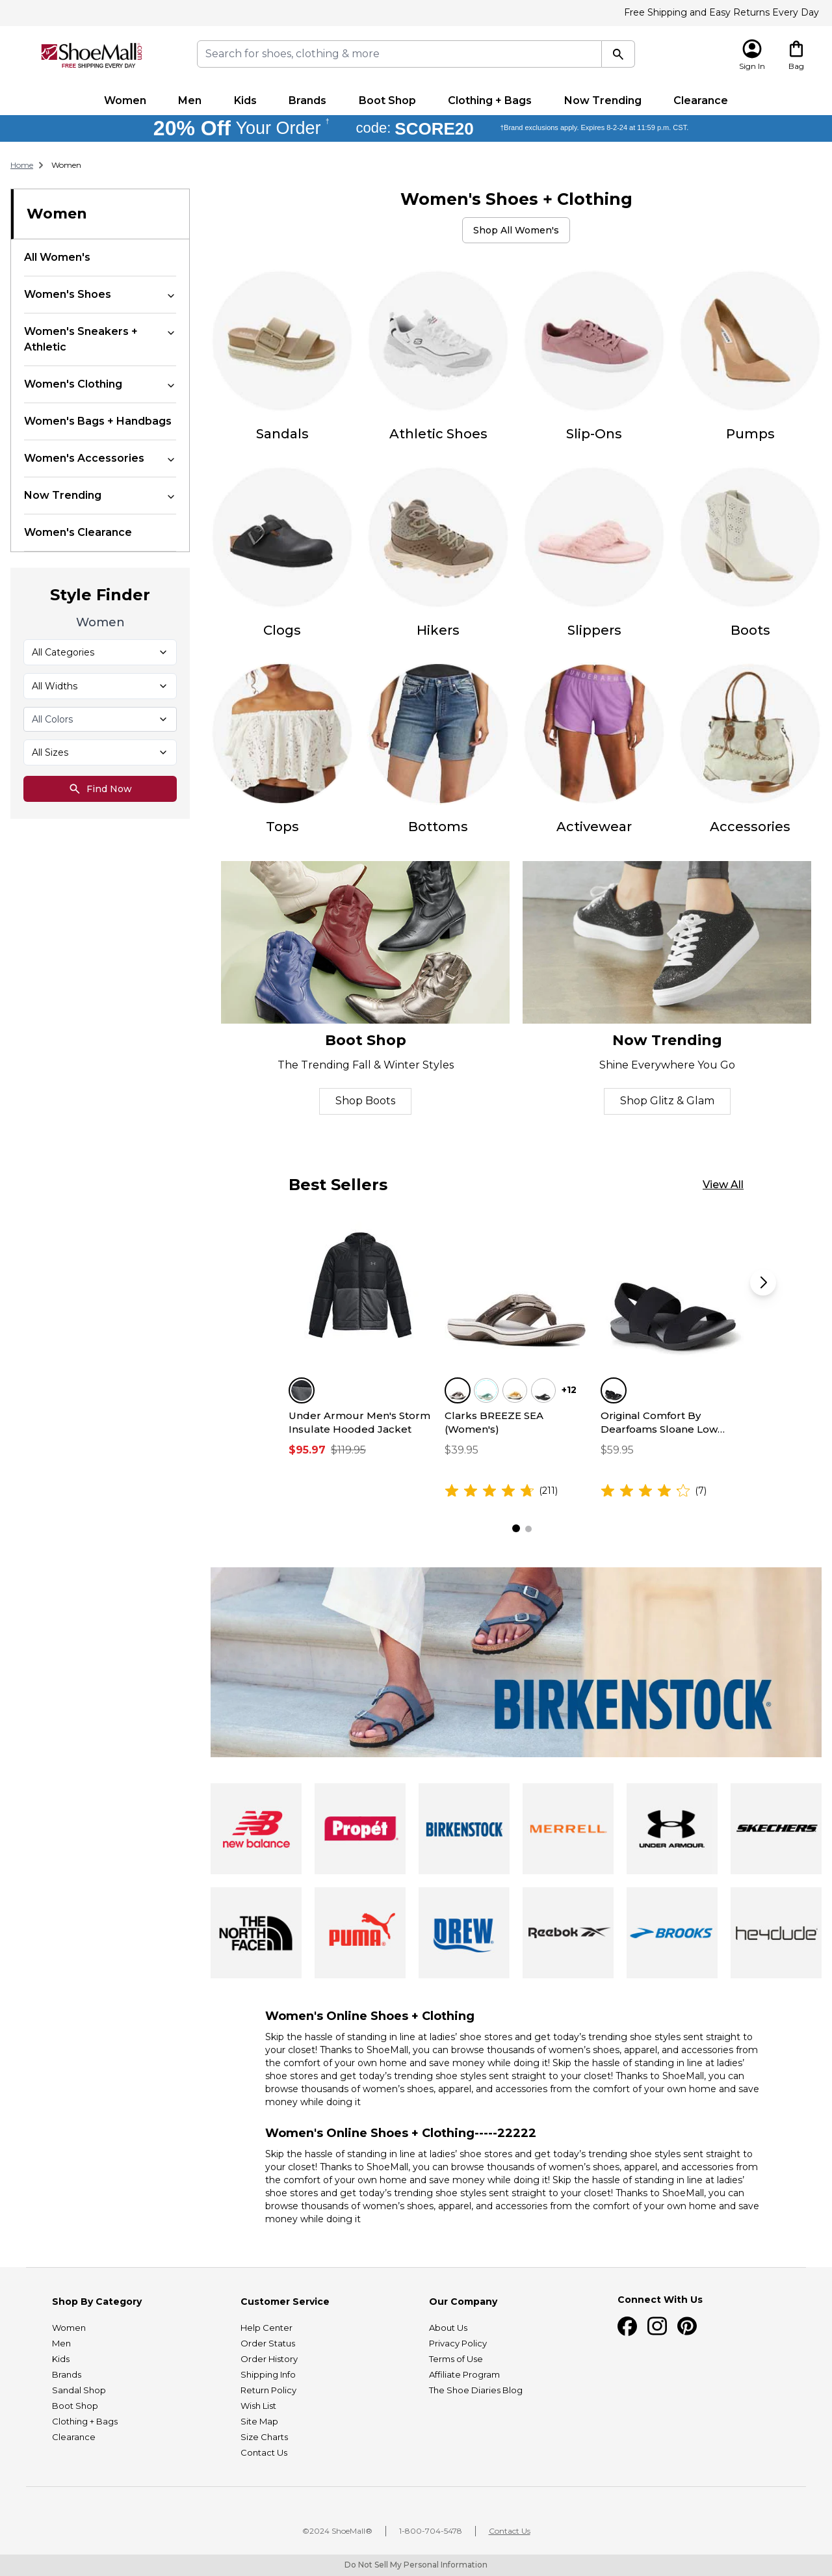 Free Shipping and Easy Returns Every Day
ShoeMall.com
FREE SHIPPING EVERY DAY
Search for shoes, clothing & more
Sign In
Bag
Women Men Kids Brands Boot Shop Clothing + Bags Now Trending Clearance
20% Off Your Order † code: SCORE20 †Brand exclusions apply. Expires 8-2-24 at 11:59 p.m. CST.
Home > Women
Women
All Women's
Women's Shoes
Women's Sneakers +
Athletic
Women's Clothing
Women's Bags + Handbags
Women's Accessories
Now Trending
Women's Clearance
Style Finder
Women
All Categories
All Widths
All Colors
All Sizes
Find Now
Women's Shoes + Clothing
Shop All Women's
Sandals Athletic Shoes Slip-Ons Pumps
Clogs Hikers Slippers Boots
UNDER ARM
Tops Bottoms Activewear Accessories
Boot Shop
The Trending Fall & Winter Styles
Shop Boots
Now Trending
Shine Everywhere You Go
Shop Glitz & Glam
Best Sellers
View All
Under Armour Men's Storm
Insulate Hooded Jacket
$95.97 $119.95
+12
Clarks BREEZE SEA
(Women's)
$39.95
(211)
Original Comfort By
Dearfoams Sloane Low...
$59.95
(7)
BIRKENSTOCK®
new balance
Propét
BIRKENSTOCK
MERRELL
UNDER ARMOUR.
SKECHERS
THE
NORTH
FACE
PUMA
DREW
Reebok
BROOKS
heydude
Women's Online Shoes + Clothing
Skip the hassle of standing in line at ladies' shoe stores and get today's trending shoe styles sent straight to
your closet! Thanks to ShoeMall, you can browse thousands of women's shoes, apparel, and accessories from
the comfort of your own home and save money while doing it! Skip the hassle of standing in line at ladies'
shoe stores and get today's trending shoe styles sent straight to your closet! Thanks to ShoeMall, you can
browse thousands of women's shoes, apparel, and accessories from the comfort of your own home and save
money while doing it
Women's Online Shoes + Clothing-----22222
Skip the hassle of standing in line at ladies' shoe stores and get today's trending shoe styles sent straight to
your closet! Thanks to ShoeMall, you can browse thousands of women's shoes, apparel, and accessories from
the comfort of your own home and save money while doing it! Skip the hassle of standing in line at ladies'
shoe stores and get today's trending shoe styles sent straight to your closet! Thanks to ShoeMall, you can
browse thousands of women's shoes, apparel, and accessories from the comfort of your own home and save
money while doing it
Shop By Category
Women
Men
Kids
Brands
Sandal Shop
Boot Shop
Clothing + Bags
Clearance
Customer Service
Help Center
Order Status
Order History
Shipping Info
Return Policy
Wish List
Site Map
Size Charts
Contact Us
Our Company
About Us
Privacy Policy
Terms of Use
Affiliate Program
The Shoe Diaries Blog
Connect With Us
©2024 ShoeMall® | 1-800-704-5478 | Contact Us
Do Not Sell My Personal Information